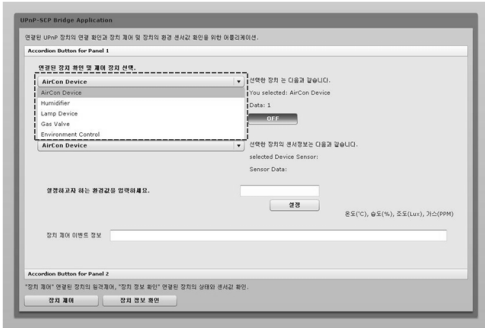 UPnP-SCP Bridge Application
연결된 UPnP 장치의 연결 확인과 장치 제어 및 장치의 환경 센서값 확인을 위한 어플리케이션.
Accordion Button for Panel 1
연결된 장치 확인 및 제어 장치 선택.
AirCon Device
선택한 장치 는 다음과 같습니다.
AirCon Device
You selected: AirCon Device
Humidifier
Data: 1
Lamp Device
OFF
Gas Valve
Environment Control
AirCon Device
선택한 장치의 센서정보는 다음과 같습니다.
selected Device Sensor:
Sensor Data:
설정하고자 하는 환경값을 입력하세요.
설정
온도('C), 습도(%), 조도(Lux), 가스(PPM)
장치 제어 이벤트 정보
Accordion Button for Panel 2
"장치 제어" 연결된 장치의 원격제어, "장치 정보 확인" 연결된 장치의 상태와 센서값 확인.
장치 제어
장치 정보 확인